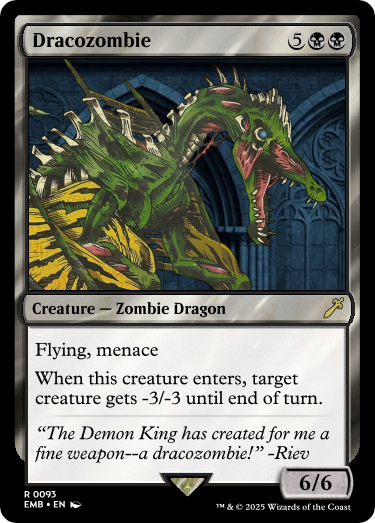 Dracozombie 5
Creature — Zombie Dragon
Flying, menace
When this creature enters, target
creature gets -3/-3 until end of turn.
“The Demon King has created for me a
fine weapon--a dracozombie!” -Riev
6/6
R 0093
EMB • EN
™ & © 2025 Wizards of the Coast